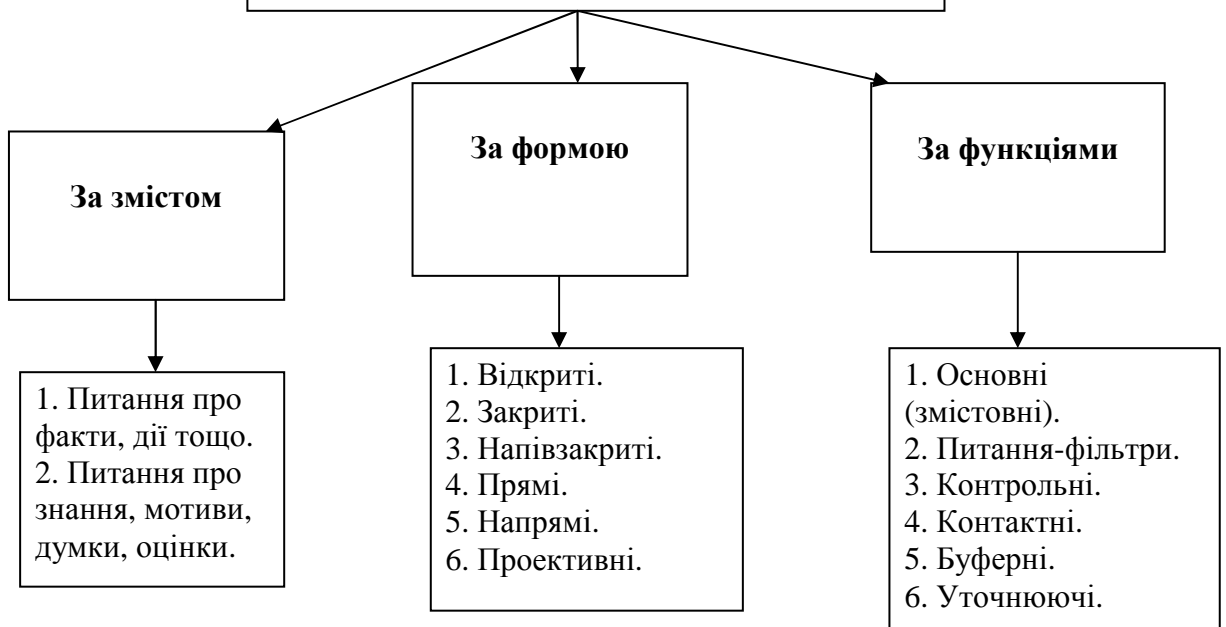 За змістом
За формою
За функціями
1. Питання про
факти, дії тощо.
2. Питання про
знання, мотиви,
думки, оцінки.
1. Відкриті.
2. Закриті.
3. Напівзакриті.
4. Прямі.
5. Напрямі.
6. Проективні.
1. Основні
(змістовні).
2. Питання-фільтри.
3. Контрольні.
4. Контактні.
5. Буферні.
6. Уточнюючі.